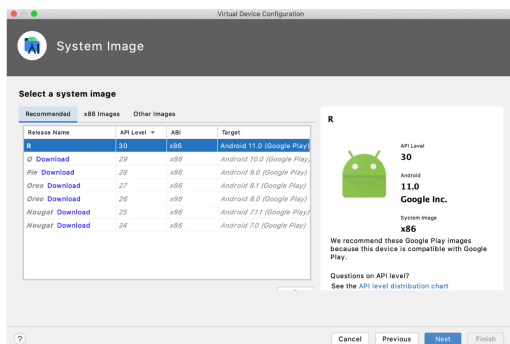 Virtual Device Configuration
System Image
Select a system image
Recommended x86 Images Other Images
Release Name API Level ▼ ABI Target
R 30 x86 Android 11.0 (Google Play)
Q Download 29 x86 Android 10.0 (Google Play)
Pie Download 28 x86 Android 9.0 (Google Play)
Oreo Download 27 x86 Android 8.1 (Google Play)
Oreo Download 26 x86 Android 8.0 (Google Play)
Nougat Download 25 x86 Android 7.1.1 (Google Play)
Nougat Download 24 x86 Android 7.0 (Google Play)
R
API Level
30
Android
11.0
Google Inc.
System Image
x86
We recommend these Google Play images
because this device is compatible with Google
Play.
Questions on API level?
See the API level distribution chart
? Cancel Previous Next Finish